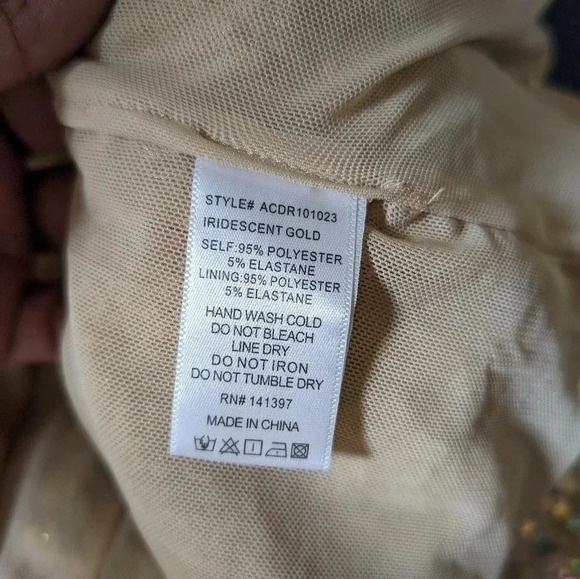 STYLE# ACDR101023
IRIDESCENT GOLD
SELF:95% POLYESTER
5% ELASTANE
LINING:95% POLYESTER
5% ELASTANE
HAND WASH COLD
DO NOT BLEACH
LINE DRY
DO NOT IRON
DO NOT TUMBLE DRY
RN# 141397
MADE IN CHINA